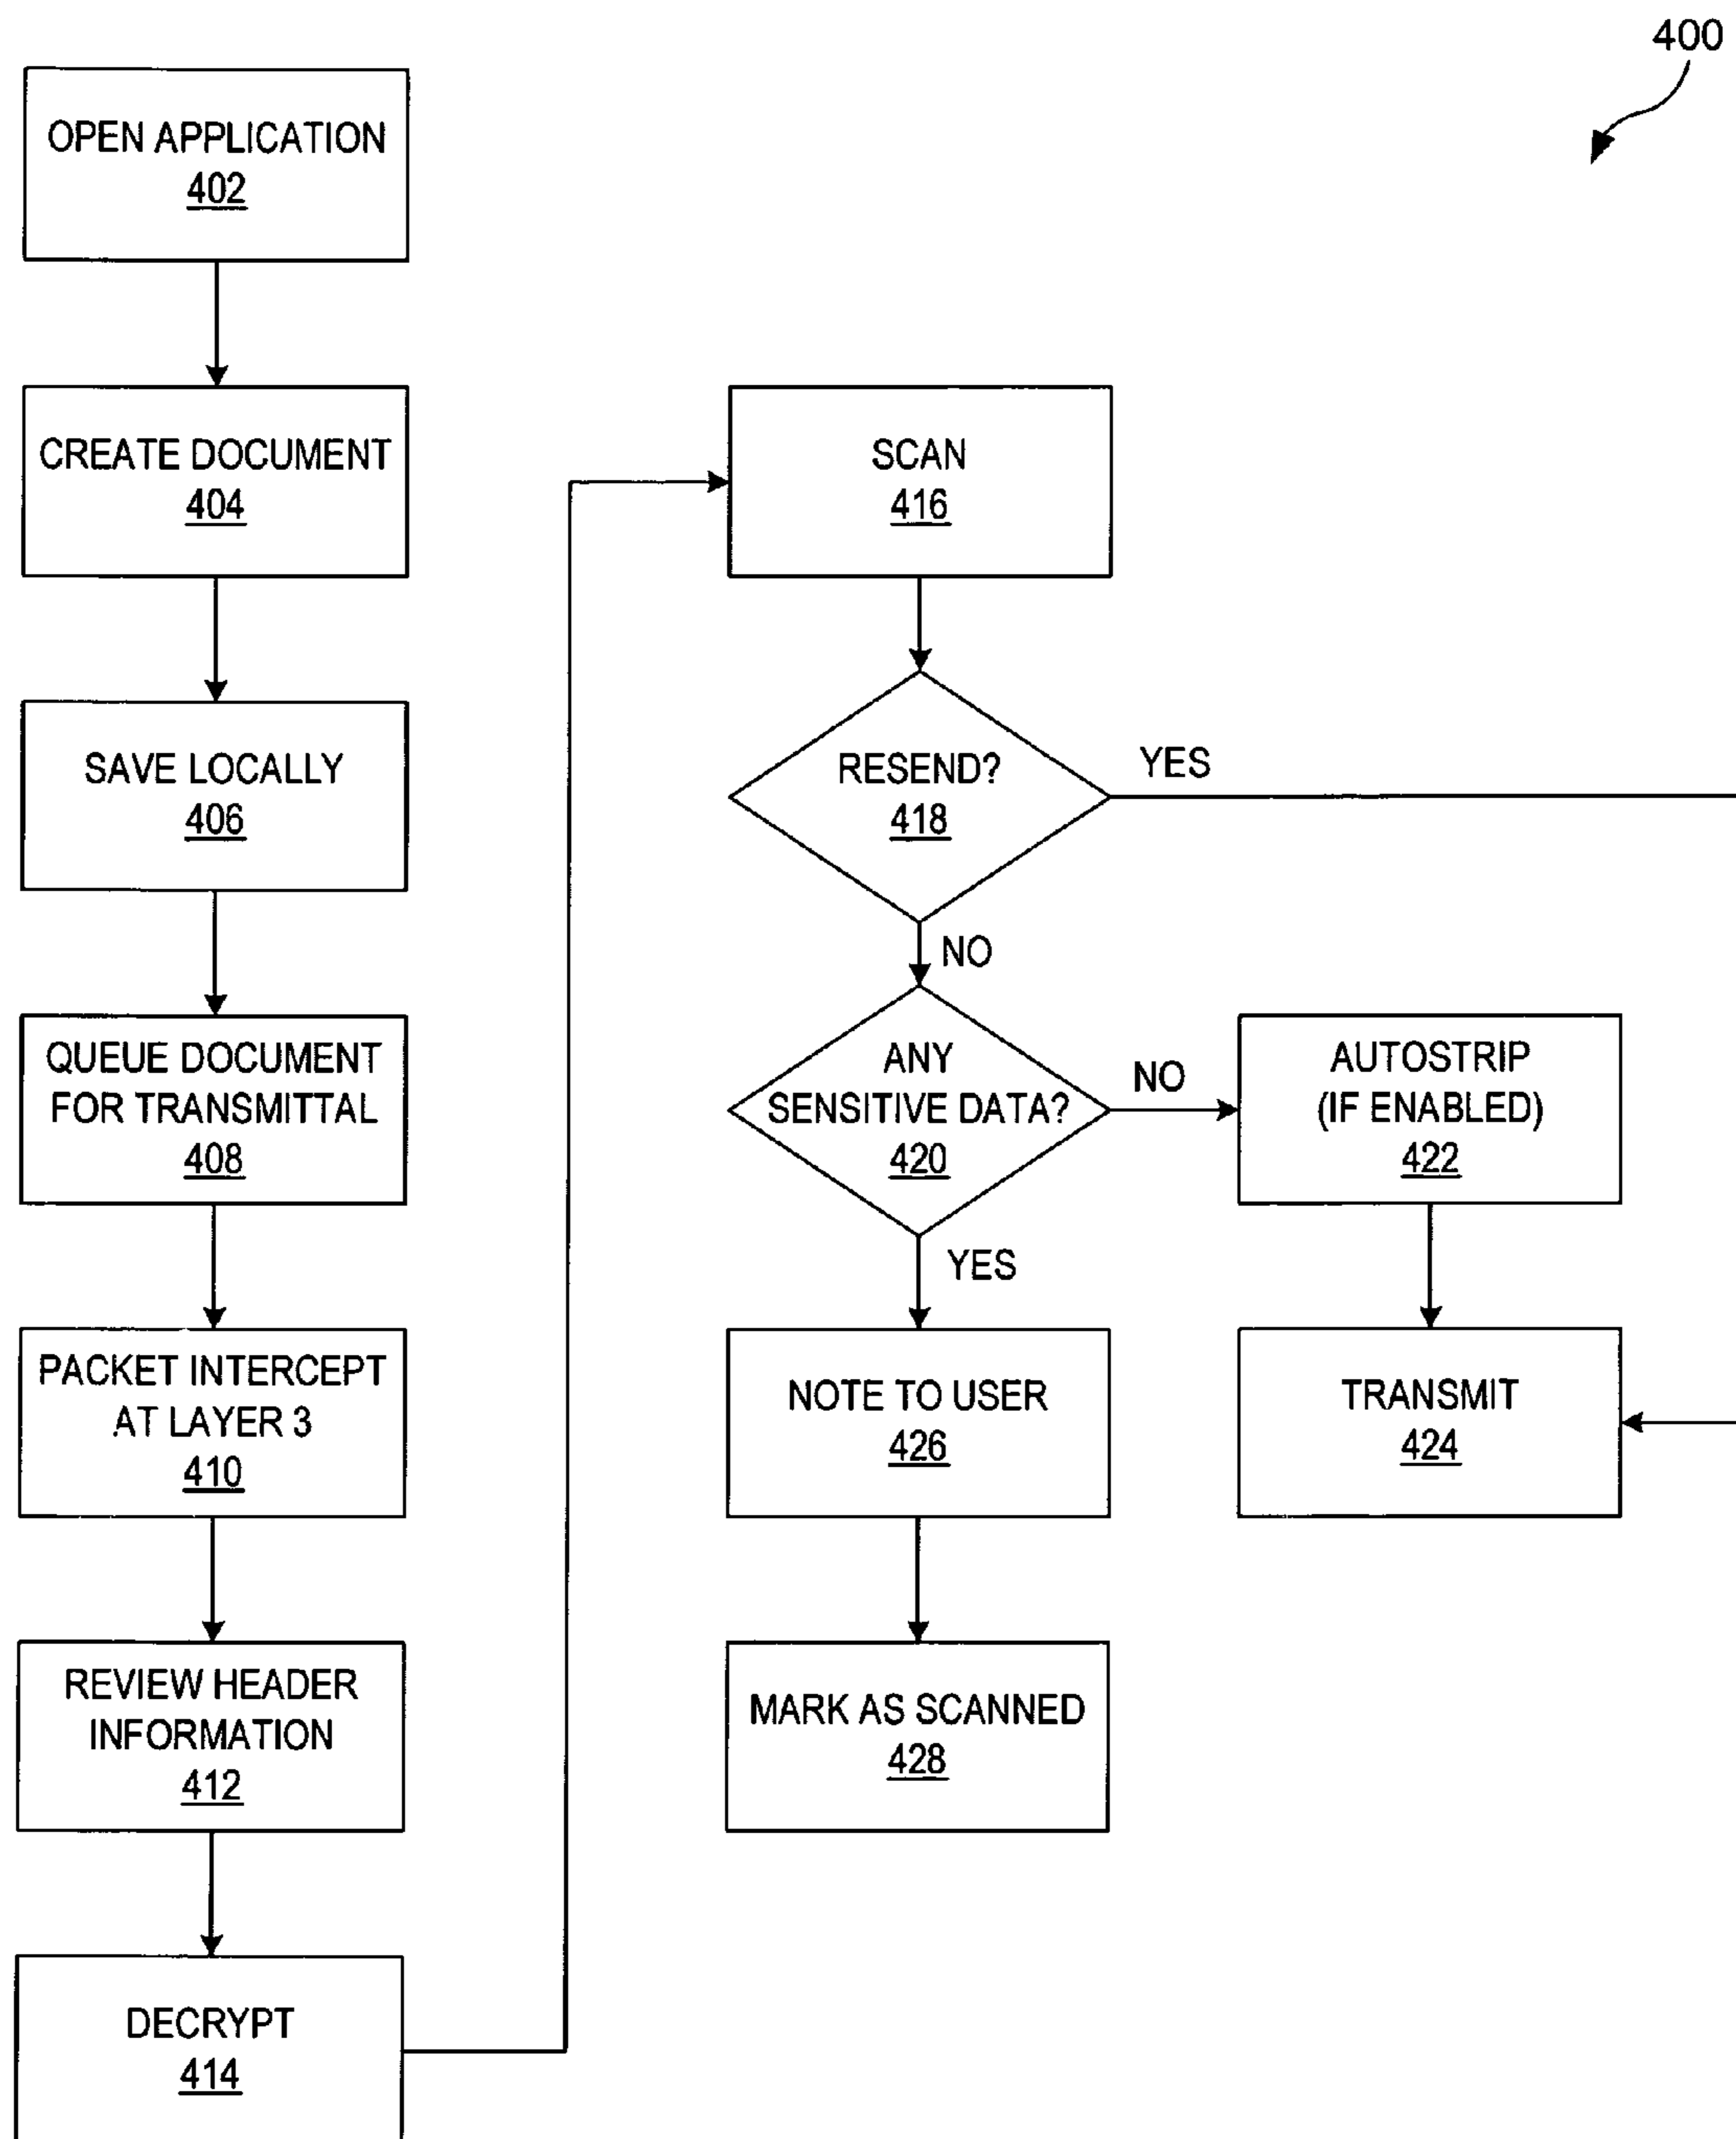 400
OPEN APPLICATION
402
CREATE DOCUMENT
404
SAVE LOCALLY
406
QUEUE DOCUMENT
FOR TRANSMITTAL
408
PACKET INTERCEPT
AT LAYER 3
410
REVIEW HEADER
INFORMATION
412
DECRYPT
414
SCAN
416
RESEND?
418
YES
NO
ANY
SENSITIVE DATA?
420
NO
YES
AUTOSTRIP
(IF ENABLED)
422
TRANSMIT
424
NOTE TO USER
426
MARK AS SCANNED
428